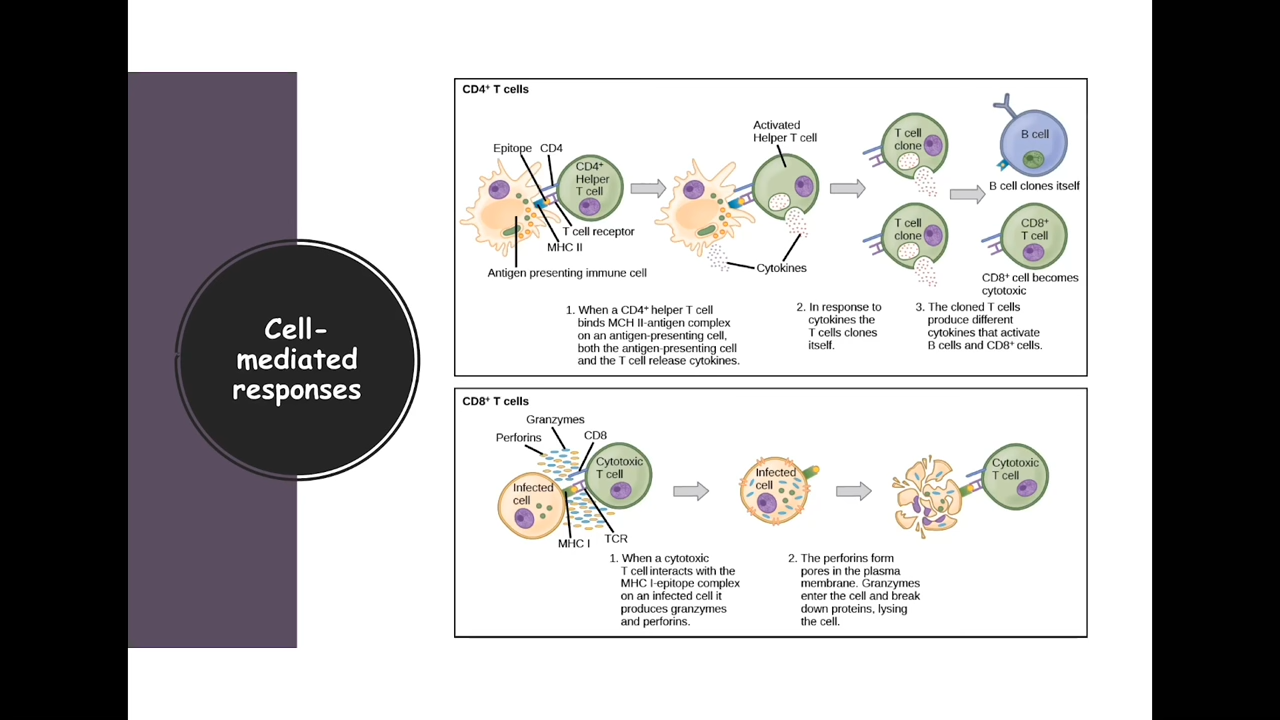 Cell-
mediated
responses
CD4⁺ T cells
Epitope
CD4
CD4⁺
Helper
T cell
T cell receptor
MHC II
Antigen presenting immune cell
Activated
Helper T cell
Cytokines
T cell
clone
T cell
clone
B cell
B cell clones itself
CD8⁺
T cell
CD8⁺ cell becomes
cytotoxic
1. When a CD4⁺ helper T cell
binds MCH II-antigen complex
on an antigen-presenting cell,
both the antigen-presenting cell
and the T cell release cytokines.
2. In response to
cytokines the
T cells clones
itself.
3. The cloned T cells
produce different
cytokines that activate
B cells and CD8⁺ cells.
CD8⁺ T cells
Granzymes
Perforins
CD8
Cytotoxic
T cell
Infected
cell
MHC I
TCR
Infected
cell
Cytotoxic
T cell
1. When a cytotoxic
T cell interacts with the
MHC I-epitope complex
on an infected cell it
produces granzymes
and perforins.
2. The perforins form
pores in the plasma
membrane. Granzymes
enter the cell and break
down proteins, lysing
the cell.